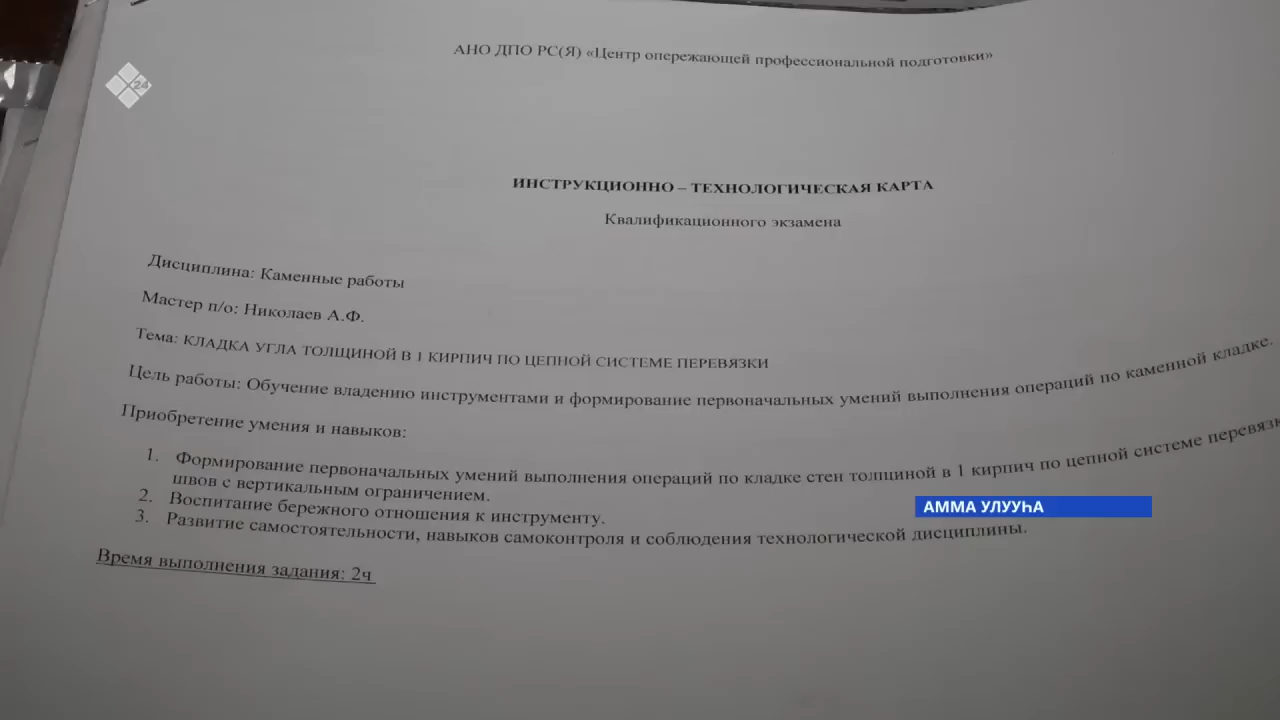 АНО ДПО РС(Я) «Центр опережающей профессиональной подготовки»
24
ИНСТРУКЦИОННО – ТЕХНОЛОГИЧЕСКАЯ КАРТА
Квалификационного экзамена
Дисциплина: Каменные работы
Мастер п/о: Николаев А.Ф.
Тема: КЛАДКА УГЛА ТОЛЩИНОЙ В 1 КИРПИЧ ПО ЦЕПНОЙ СИСТЕМЕ ПЕРЕВЯЗКИ
Цель работы: Обучение владению инструментами и формирование первоначальных умений выполнения операций по каменной кладке.
Приобретение умения и навыков:
1. Формирование первоначальных умений выполнения операций по кладке стен толщиной в 1 кирпич по цепной системе перевязк
швов с вертикальным ограничением.
2. Воспитание бережного отношения к инструменту.
3. Развитие самостоятельности, навыков самоконтроля и соблюдения технологической дисциплины.
Время выполнения задания: 2ч
АММА УЛУУҺА